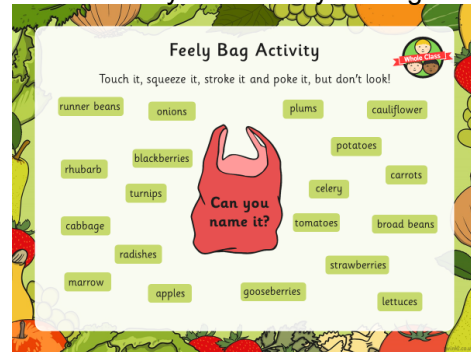 Feely Bag Activity
Whole Class
Touch it, squeeze it, stroke it and poke it, but don't look!
runner beans
onions
plums
cauliflower
potatoes
blackberries
rhubarb
carrots
turnips
celery
Can you
name it?
cabbage
tomatoes
broad beans
radishes
strawberries
marrow
apples
gooseberries
lettuces